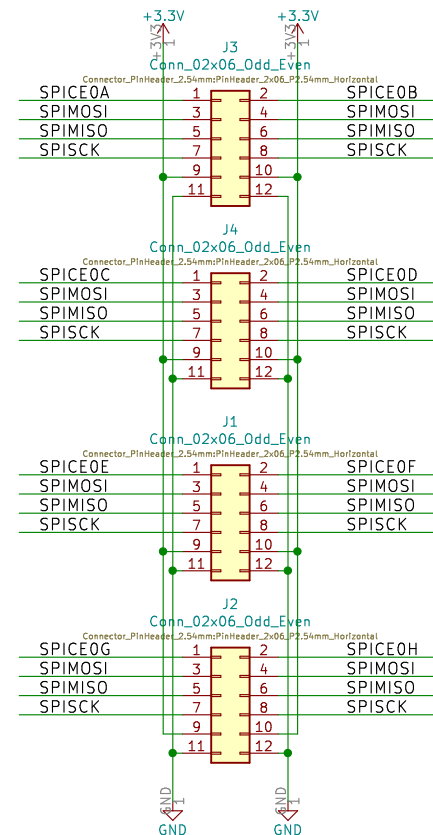 +3.3V +3.3V
+3V3 1 +3V3 1
J3
Conn_02x06_Odd_Even
Connector_PinHeader_2.54mm:PinHeader_2x06_P2.54mm_Horizontal
SPICE0A 1 2 SPICE0B
SPIMOSI 3 4 SPIMOSI
SPIMISO 5 6 SPIMISO
SPISCK 7 8 SPISCK
9 10
11 12
J4
Conn_02x06_Odd_Even
Connector_PinHeader_2.54mm:PinHeader_2x06_P2.54mm_Horizontal
SPICE0C 1 2 SPICE0D
SPIMOSI 3 4 SPIMOSI
SPIMISO 5 6 SPIMISO
SPISCK 7 8 SPISCK
9 10
11 12
J1
Conn_02x06_Odd_Even
Connector_PinHeader_2.54mm:PinHeader_2x06_P2.54mm_Horizontal
SPICE0E 1 2 SPICE0F
SPIMOSI 3 4 SPIMOSI
SPIMISO 5 6 SPIMISO
SPISCK 7 8 SPISCK
9 10
11 12
J2
Conn_02x06_Odd_Even
Connector_PinHeader_2.54mm:PinHeader_2x06_P2.54mm_Horizontal
SPICE0G 1 2 SPICE0H
SPIMOSI 3 4 SPIMOSI
SPIMISO 5 6 SPIMISO
SPISCK 7 8 SPISCK
9 10
11 12
GND 1 GND 1
GND GND